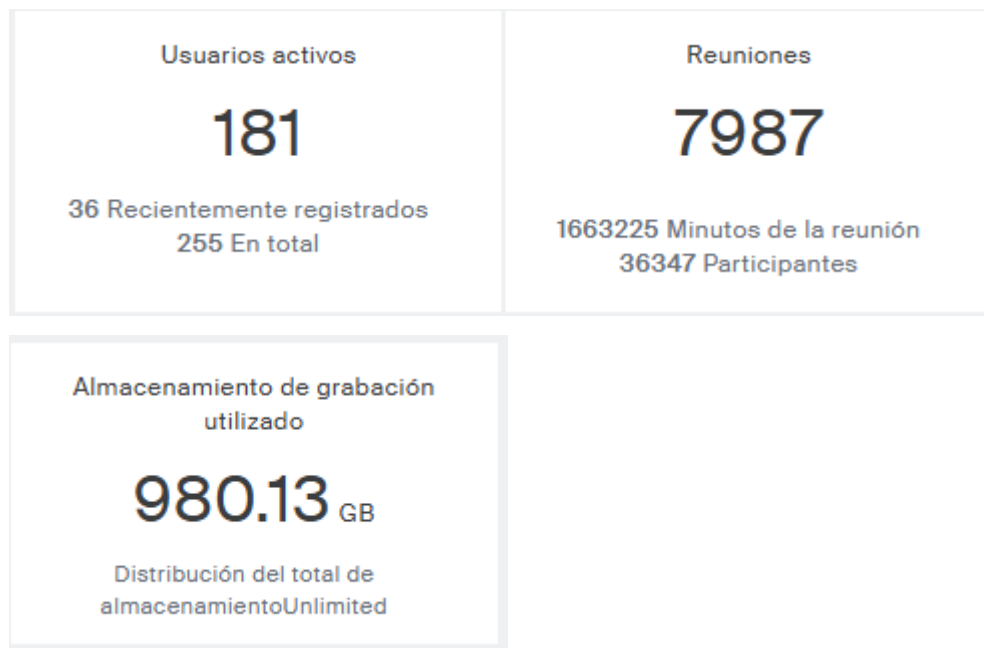 Usuarios activos
181
36 Recientemente registrados
255 En total
Reuniones
7987
1663225 Minutos de la reunión
36347 Participantes
Almacenamiento de grabación
utilizado
980.13 GB
Distribución del total de
almacenamientoUnlimited